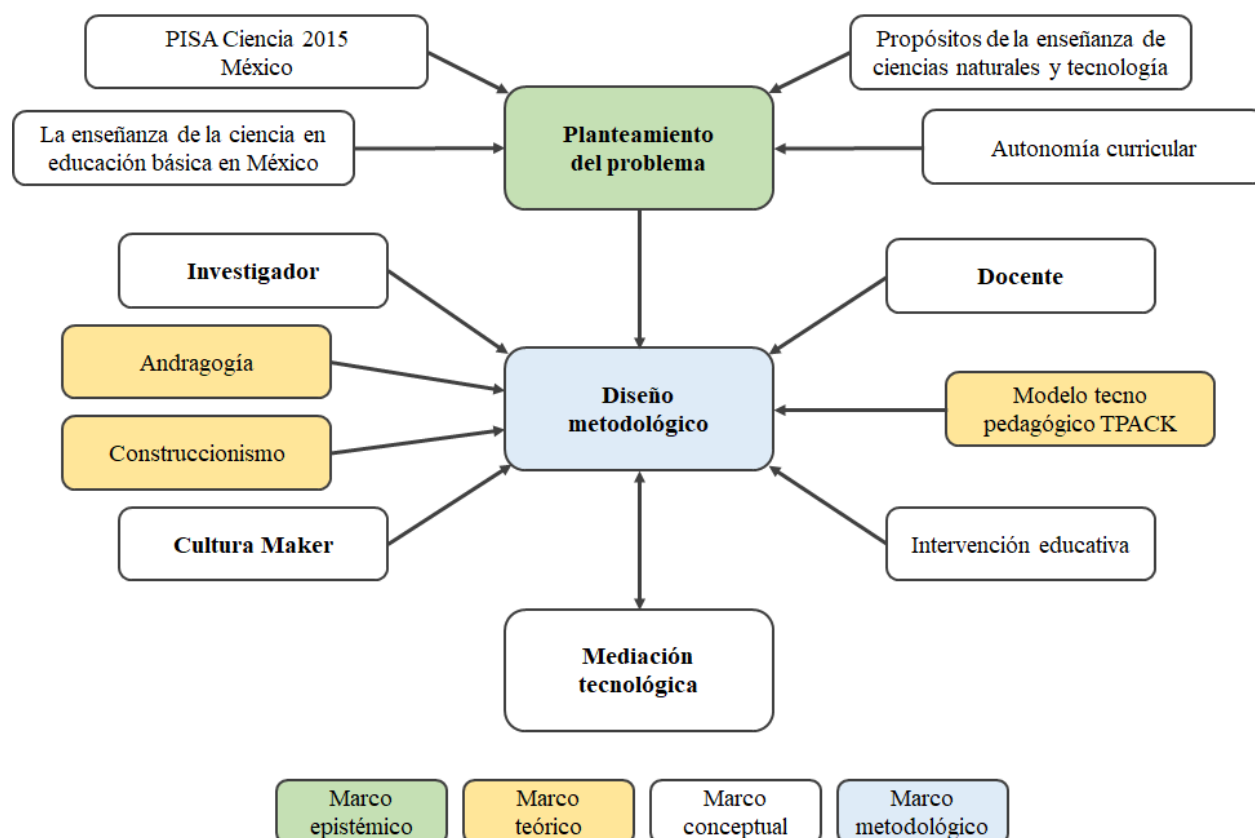 PISA Ciencia 2015
México
Propósitos de la enseñanza de
ciencias naturales y tecnología
La enseñanza de la ciencia en
educación básica en México
Planteamiento
del problema
Autonomía curricular
Investigador
Docente
Andragogía
Diseño
metodológico
Modelo tecno
pedagógico TPACK
Construccionismo
Cultura Maker
Intervención educativa
Mediación
tecnológica
Marco
epistémico
Marco
teórico
Marco
conceptual
Marco
metodológico